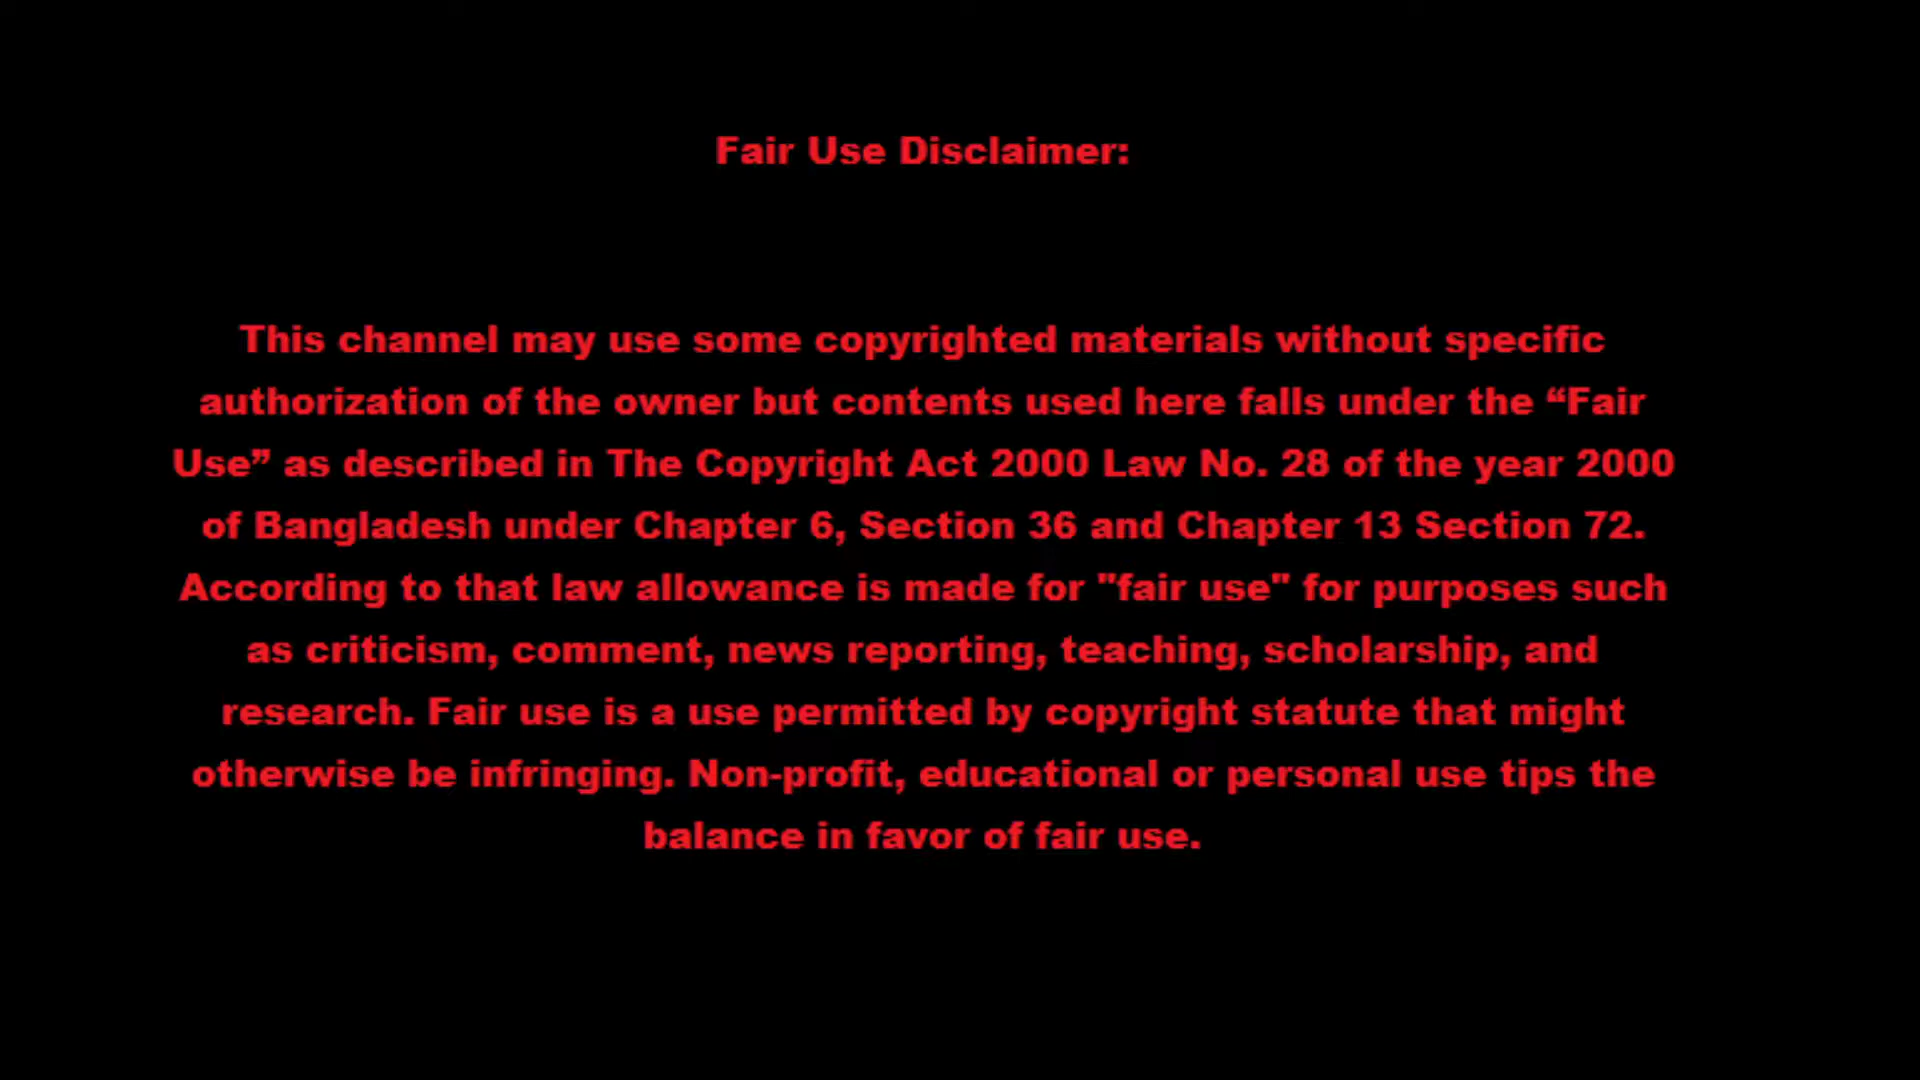 Fair Use Disclaimer:
This channel may use some copyrighted materials without specific
authorization of the owner but contents used here falls under the “Fair
Use” as described in The Copyright Act 2000 Law No. 28 of the year 2000
of Bangladesh under Chapter 6, Section 36 and Chapter 13 Section 72.
According to that law allowance is made for "fair use" for purposes such
as criticism, comment, news reporting, teaching, scholarship, and
research. Fair use is a use permitted by copyright statute that might
otherwise be infringing. Non-profit, educational or personal use tips the
balance in favor of fair use.